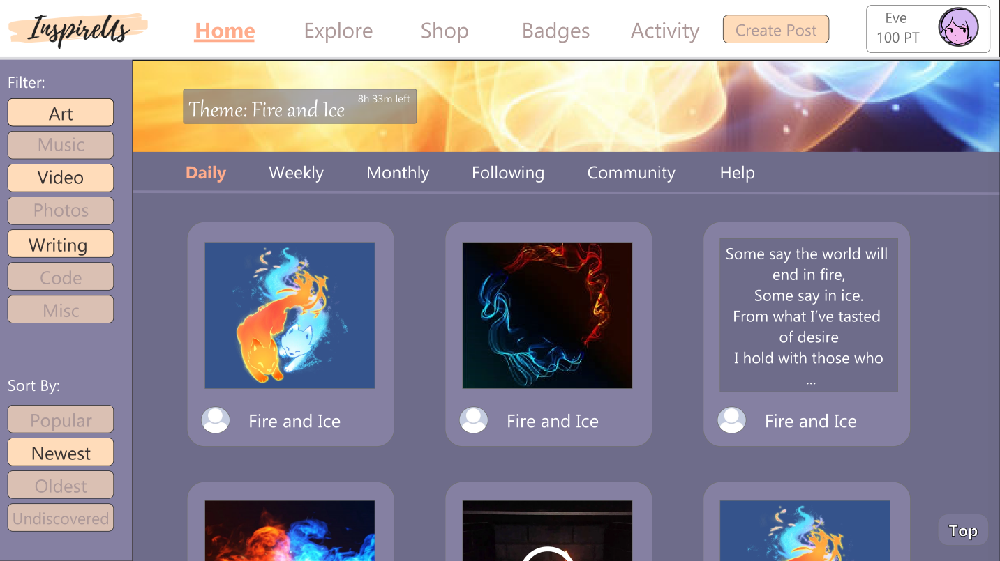 InspireUs
Home
Explore
Shop
Badges
Activity
Create Post
Eve
100 PT
Filter:
Art
Music
Video
Photos
Writing
Code
Misc
Sort By:
Popular
Newest
Oldest
Undiscovered
Theme: Fire and Ice
8h 33m left
Daily
Weekly
Monthly
Following
Community
Help
Fire and Ice
Fire and Ice
Some say the world will
end in fire,
Some say in ice.
From what I've tasted
of desire
I hold with those who
...
Fire and Ice
Top